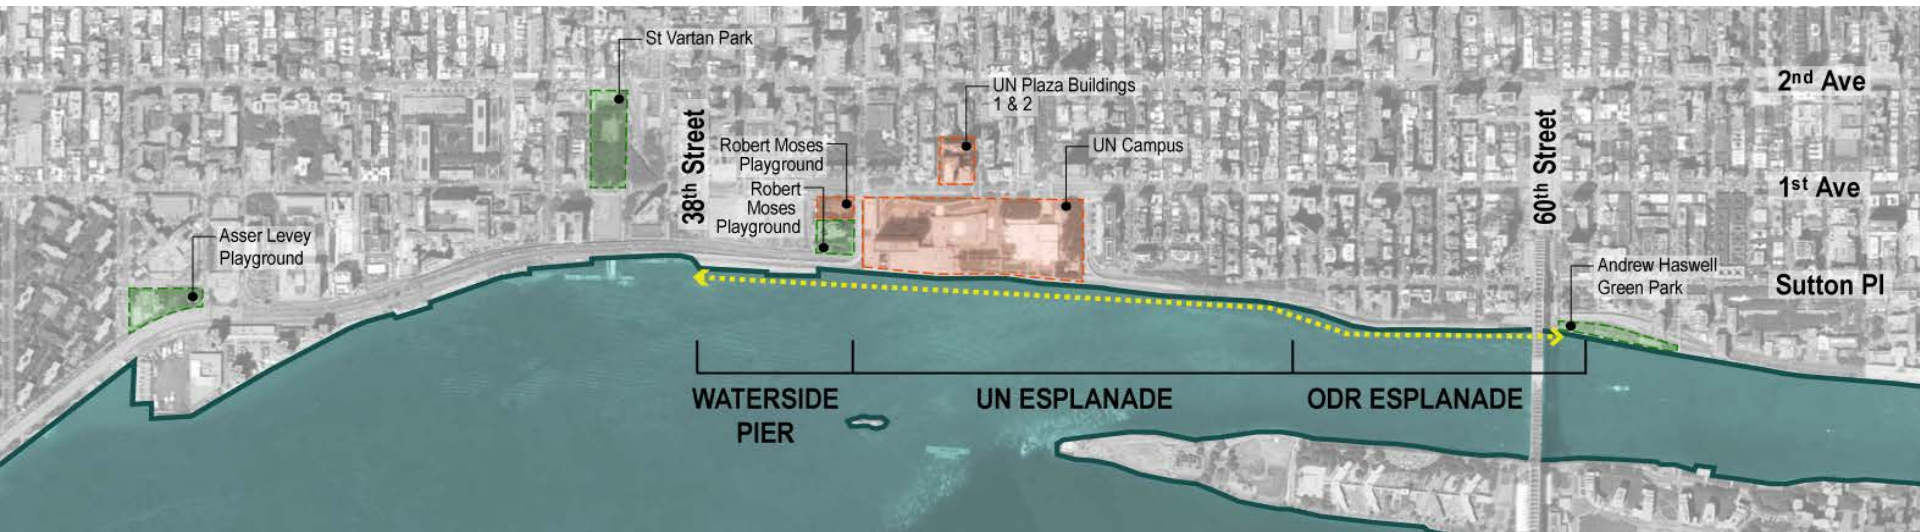 St Vartan Park
2nd Ave
UN Plaza Buildings
1 & 2
38th Street
60th Street
Robert Moses
Playground
UN Campus
Robert
Moses
Playground
1st Ave
Asser Levey
Playground
Andrew Haswell
Green Park
Sutton Pl
WATERSIDE
PIER
UN ESPLANADE
ODR ESPLANADE